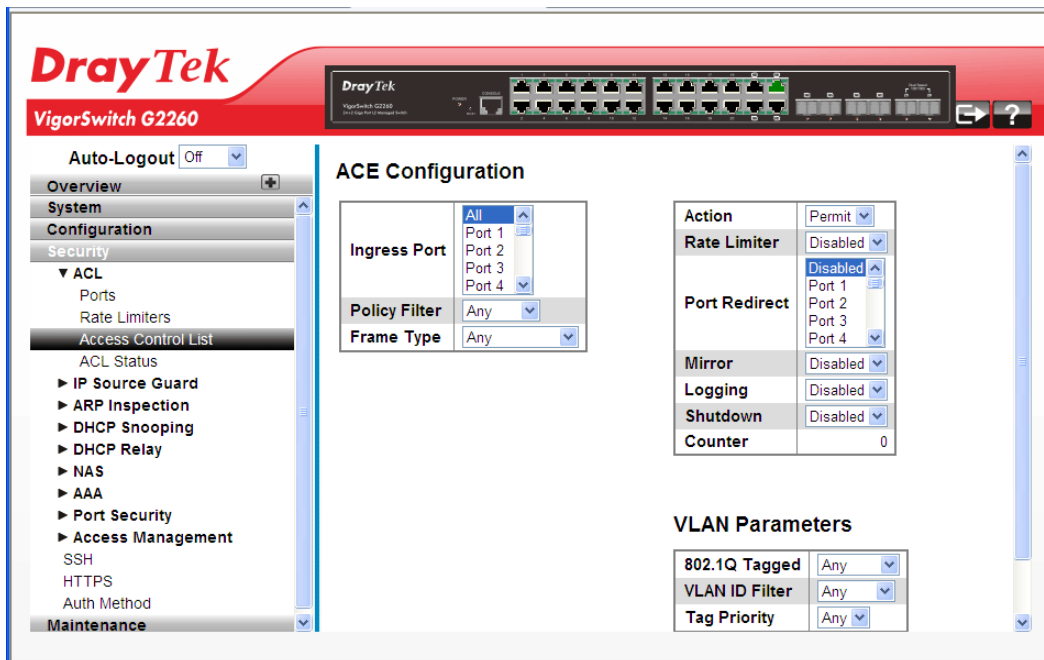 DrayTek
VigorSwitch G2260
DrayTek
VigorSwitch G2260
CONSOLE
Auto-Logout Off
Overview
System
Configuration
Security
▼ ACL
Ports
Rate Limiters
Access Control List
ACL Status
► IP Source Guard
► ARP Inspection
► DHCP Snooping
► DHCP Relay
► NAS
► AAA
► Port Security
► Access Management
SSH
HTTPS
Auth Method
Maintenance
ACE Configuration
Ingress Port
All
Port 1
Port 2
Port 3
Port 4
Policy Filter Any
Frame Type Any
Action Permit
Rate Limiter Disabled
Port Redirect
Disabled
Port 1
Port 2
Port 3
Port 4
Mirror Disabled
Logging Disabled
Shutdown Disabled
Counter 0
VLAN Parameters
802.1Q Tagged Any
VLAN ID Filter Any
Tag Priority Any
?